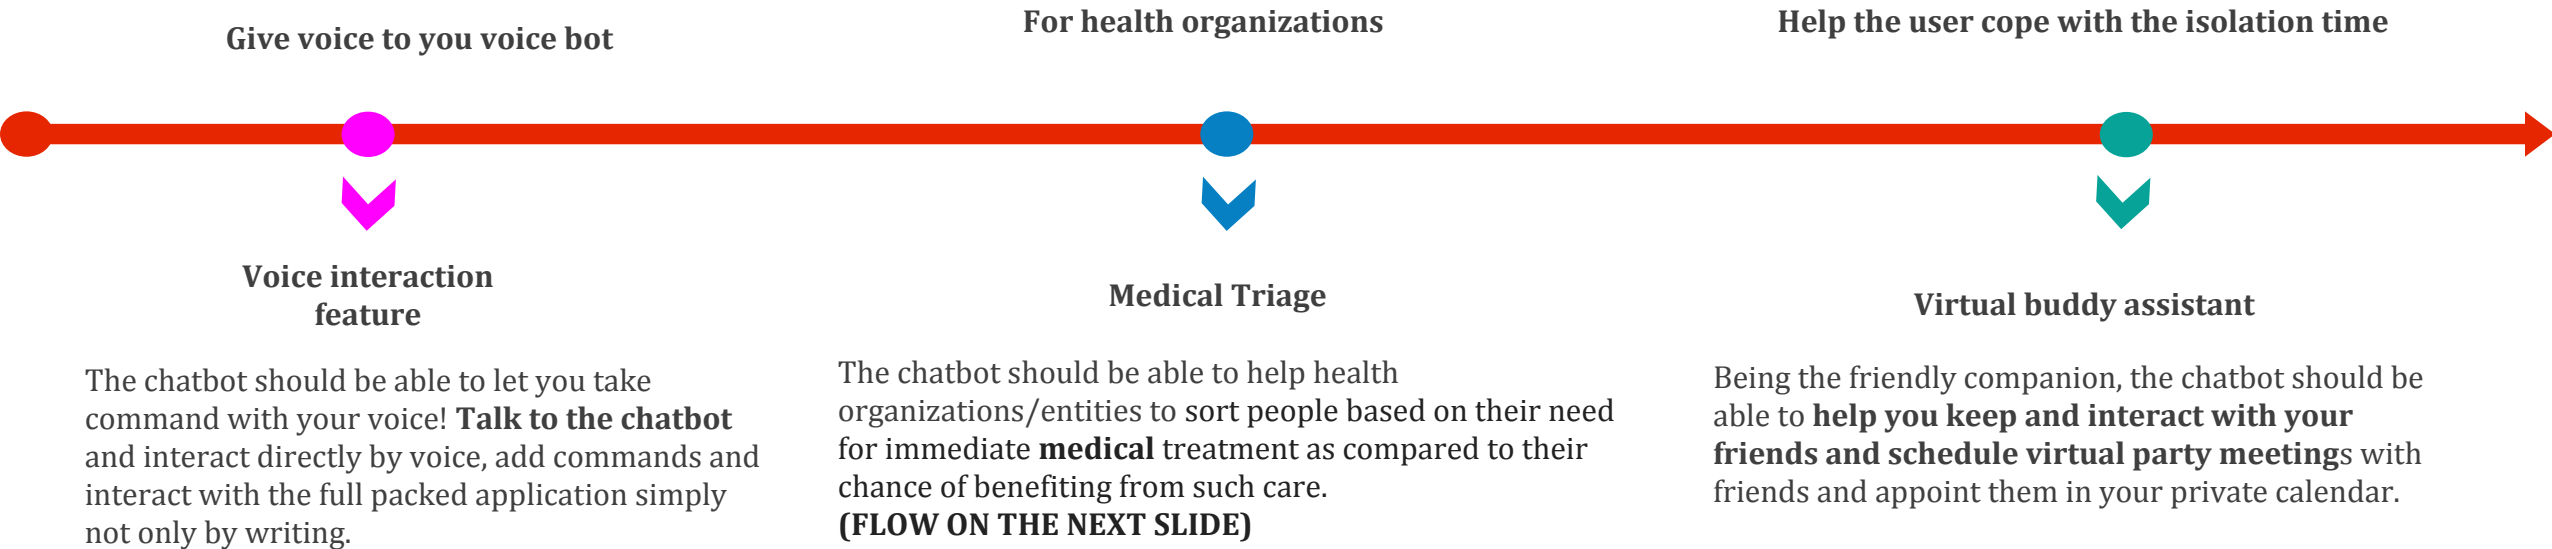 Give voice to you voice bot
Voice interaction
feature
The chatbot should be able to let you take
command with your voice! Talk to the chatbot
and interact directly by voice, add commands and
interact with the full packed application simply
not only by writing.
For health organizations
Medical Triage
The chatbot should be able to help health
organizations/entities to sort people based on their need
for immediate medical treatment as compared to their
chance of benefiting from such care.
(FLOW ON THE NEXT SLIDE)
Help the user cope with the isolation time
Virtual buddy assistant
Being the friendly companion, the chatbot should be
able to help you keep and interact with your
friends and schedule virtual party meetings with
friends and appoint them in your private calendar.